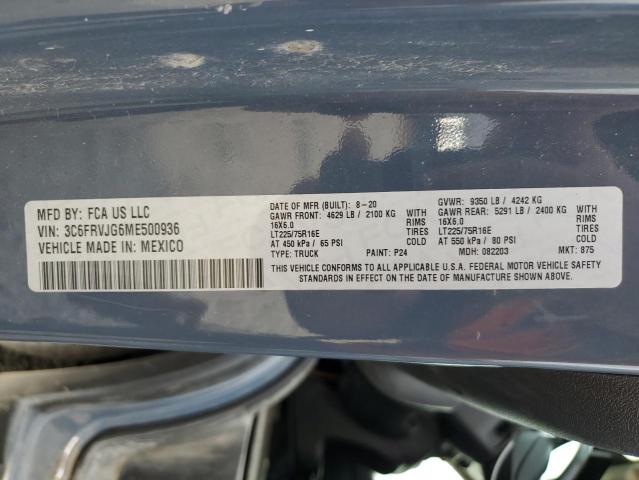 MFD BY: FCA US LLC
VIN: 3C6FRVJG6ME500936
VEHICLE MADE IN: MEXICO
DATE OF MFR (BUILT): 8-20
GAWR FRONT: 4629 LB / 2100 KG
16X6.0
LT225/75R16E
AT 450 kPa / 65 PSI
WITH
RIMS
TIRES
COLD
GVWR: 9350 LB / 4242 KG
GAWR REAR: 5291 LB / 2400 KG
16X6.0
LT225/75R16E
AT 550 kPa / 80 PSI
WITH
RIMS
TIRES
COLD
TYPE: TRUCK PAINT: P24 MDH: 082203 MKT: 875
THIS VEHICLE CONFORMS TO ALL APPLICABLE U.S.A. FEDERAL MOTOR VEHICLE SAFETY
STANDARDS IN EFFECT ON THE DATE OF MANUFACTURE SHOWN ABOVE.